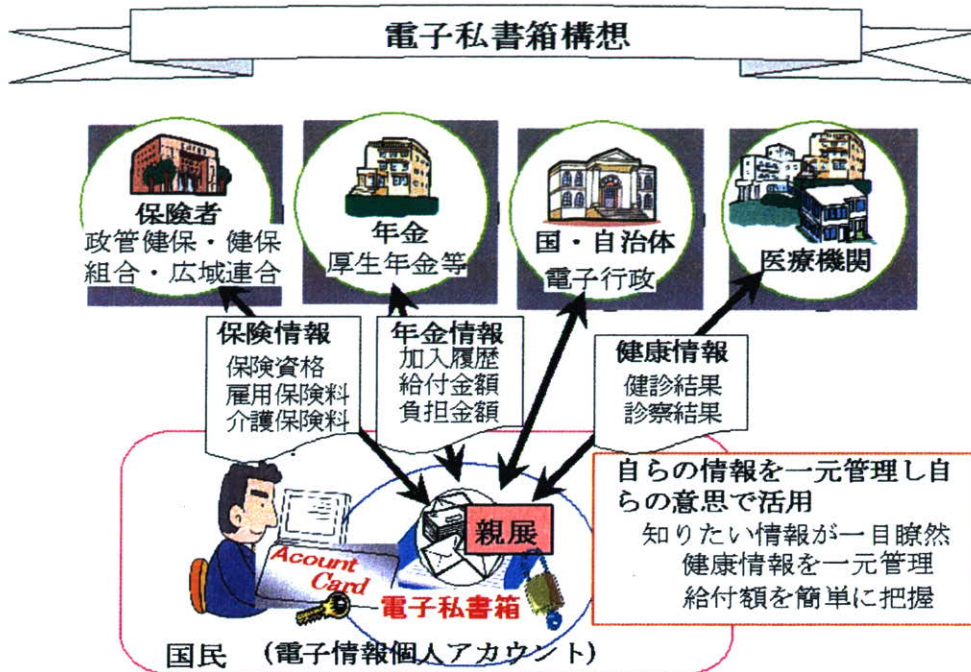 電子私書箱構想
保険者
政管健保・健保
組合・広域連合
年金
厚生年金等
国・自治体
電子行政
医療機関
保険情報
保険資格
雇用保険料
介護保険料
年金情報
加入履歴
給付金額
負担金額
健康情報
健診結果
診察結果
自らの情報を一元管理し自
らの意思で活用
知りたい情報が一目瞭然
健康情報を一元管理
給付額を簡単に把握
親展
Acount
Card
電子私書箱
国民 (電子情報個人アカウント)